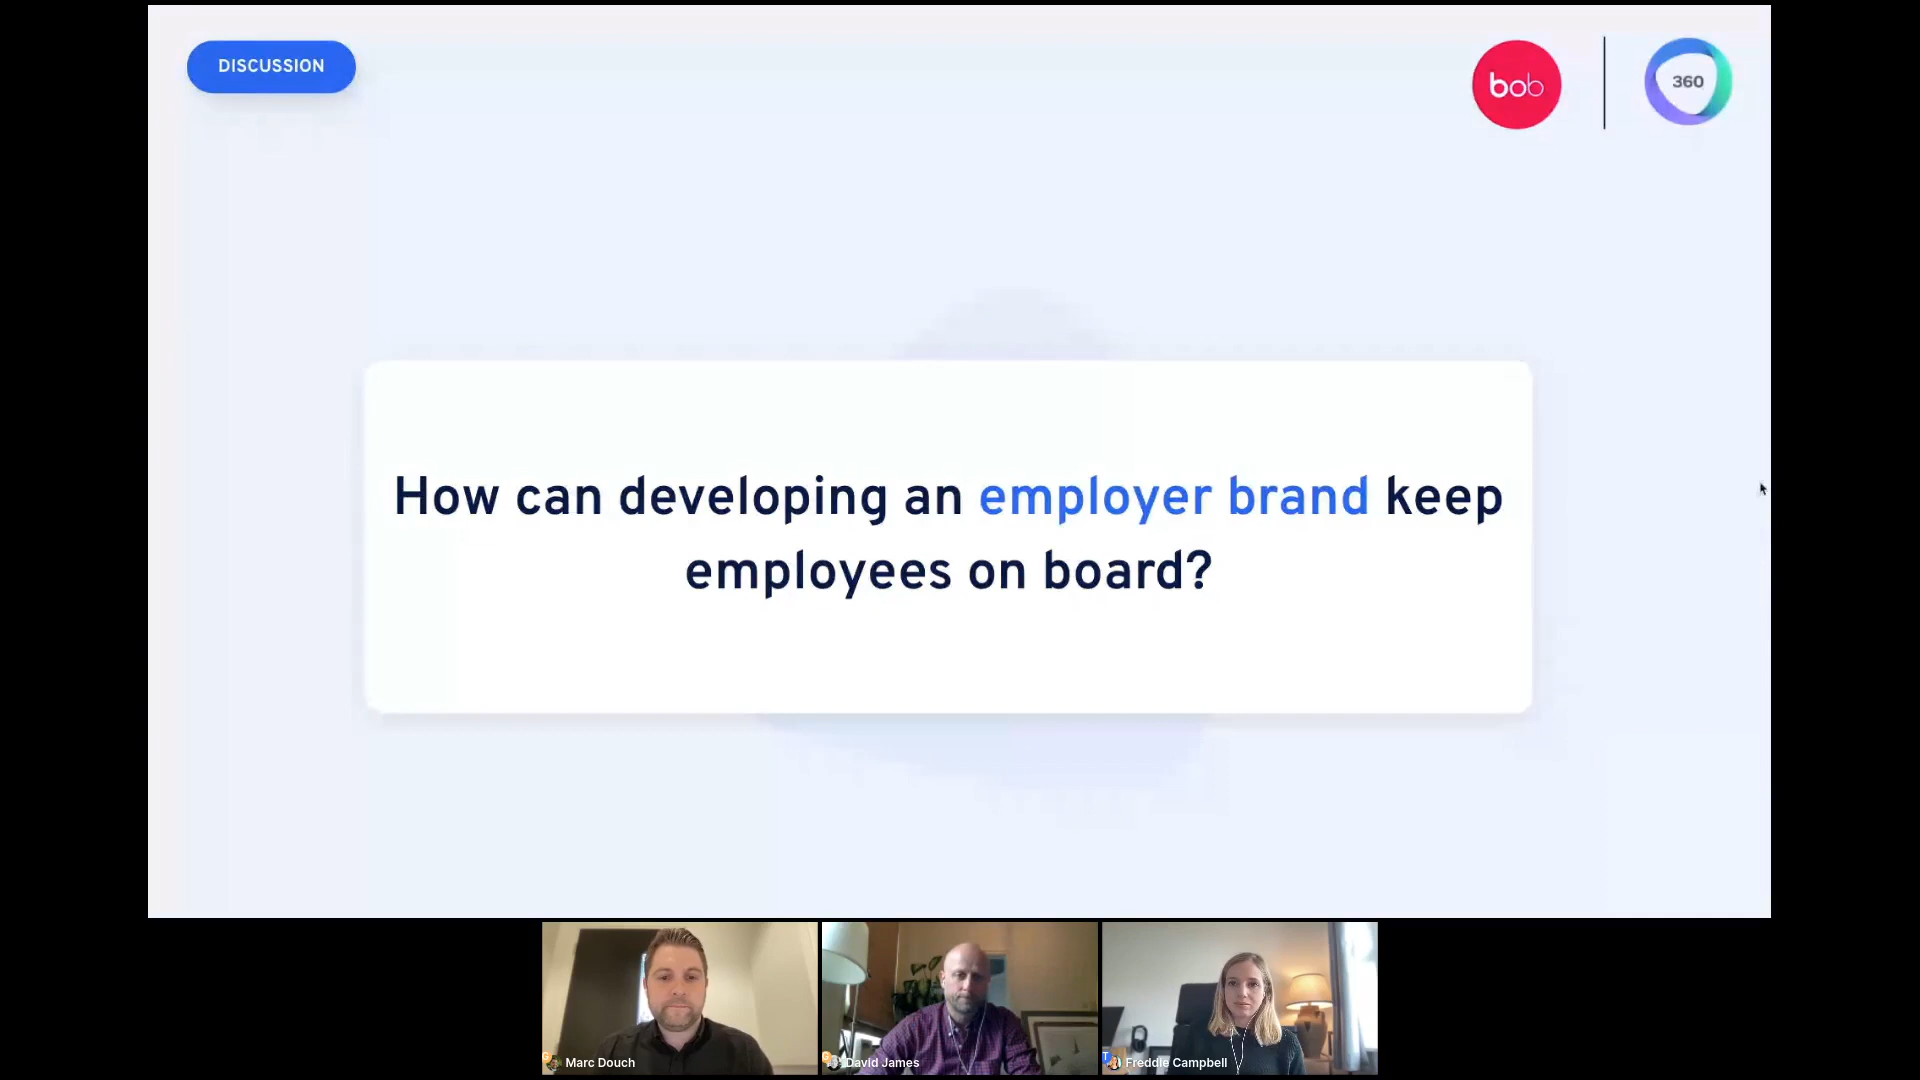 DISCUSSION
bob
360
How can developing an employer brand keep
employees on board?
Marc Douch
David James
Freddie Campbell